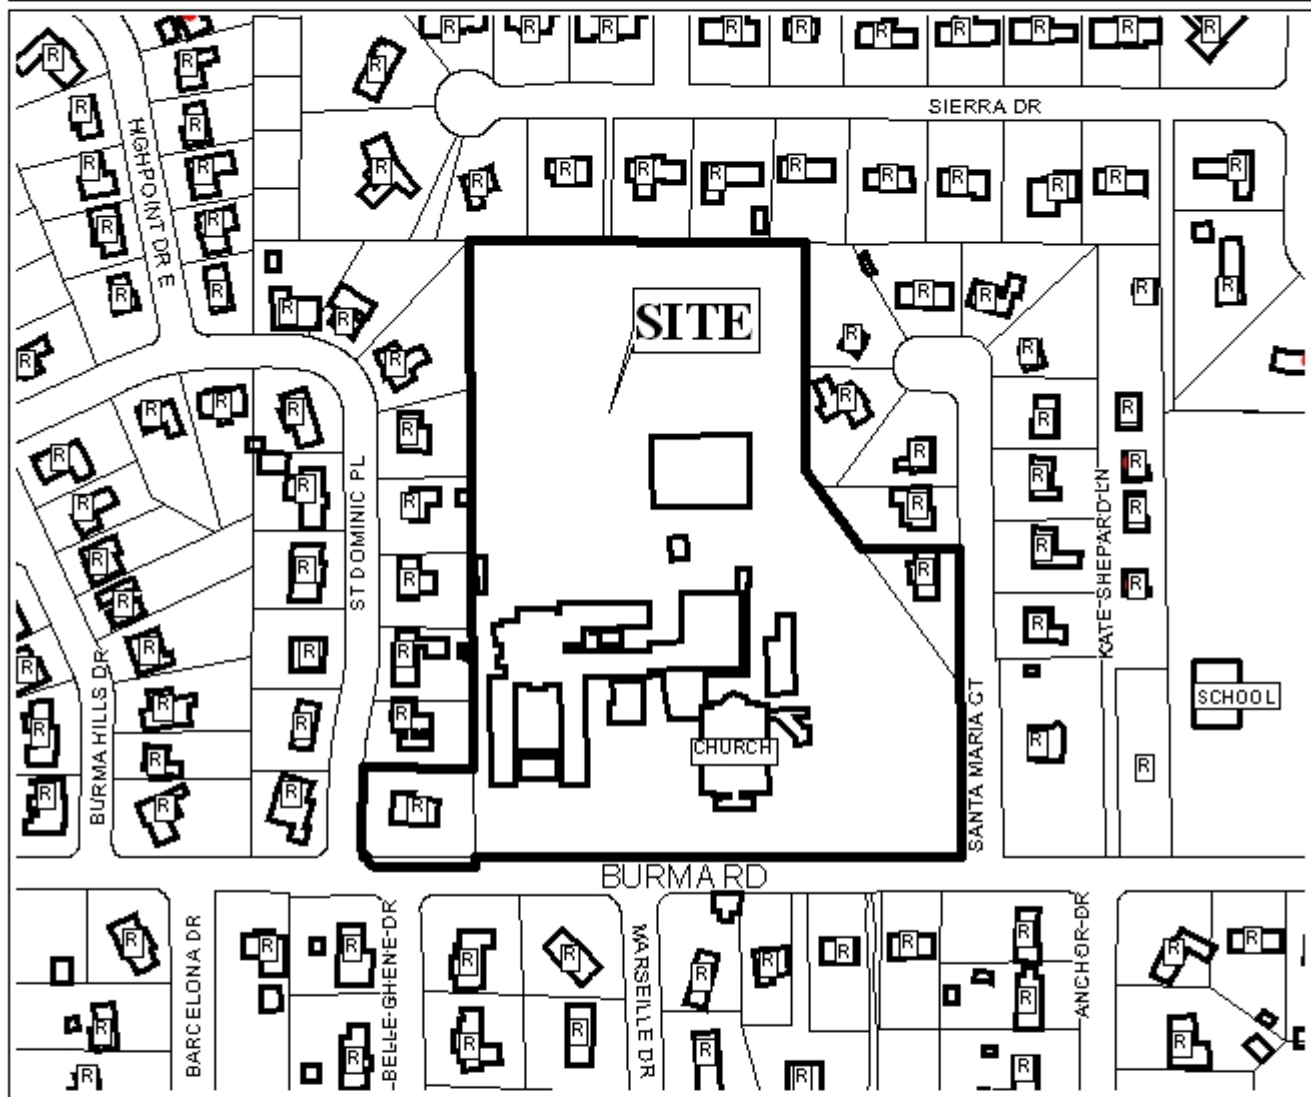 R R R R R R R R R R R R
R R
SIERRA DR
R R
HIGHPOINT DR E
R R R R R R R R R R R R R
R R
R R R R R R R R
SITE
R R R R
R R R R R R R
R R R R R
R R R R R R
ST DOMINIC PL
KATE SHEPARD LN
R R R R R R
R R R R R R
R R R R
SCHOOL
R R R R R
CHURCH
BURMA HILLS DR
SANTA MARIA CT
R R
R R R R
BURMA RD
BARCELONA DR
BELLE GHENE DR
MARSEILLE DR
ANCHOR DR
R R R R R R R R R R R R
R R R R R
R R R R R R